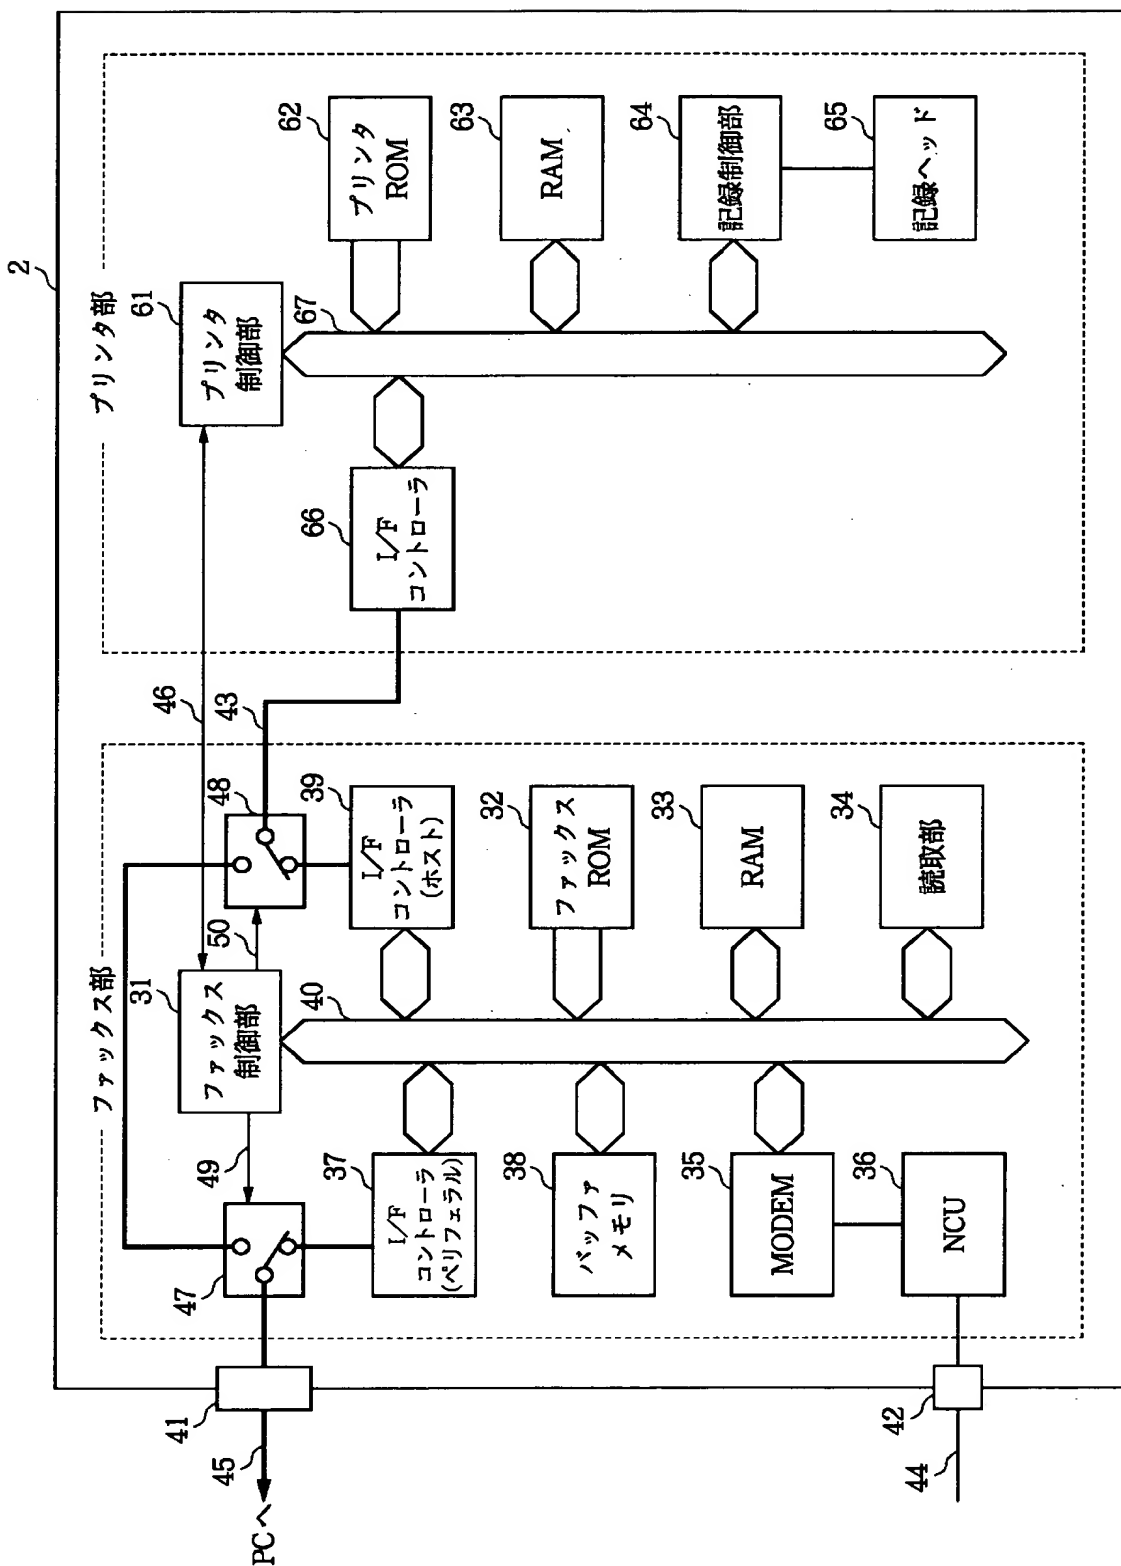 2
ファックス部
プリンタ部
46
43
48
47
49
50
31
ファックス
制御部
61
プリンタ
制御部
41
45
PCへ
37
I/F
コントローラ
(ペリフェラル)
39
I/F
コントローラ
(ホスト)
66
I/F
コントローラ
40
67
62
プリンタ
ROM
38
バッファ
メモリ
32
ファックス
ROM
63
RAM
35
MODEM
33
RAM
64
記録制御部
36
NCU
34
読取部
65
記録ヘッド
42
44